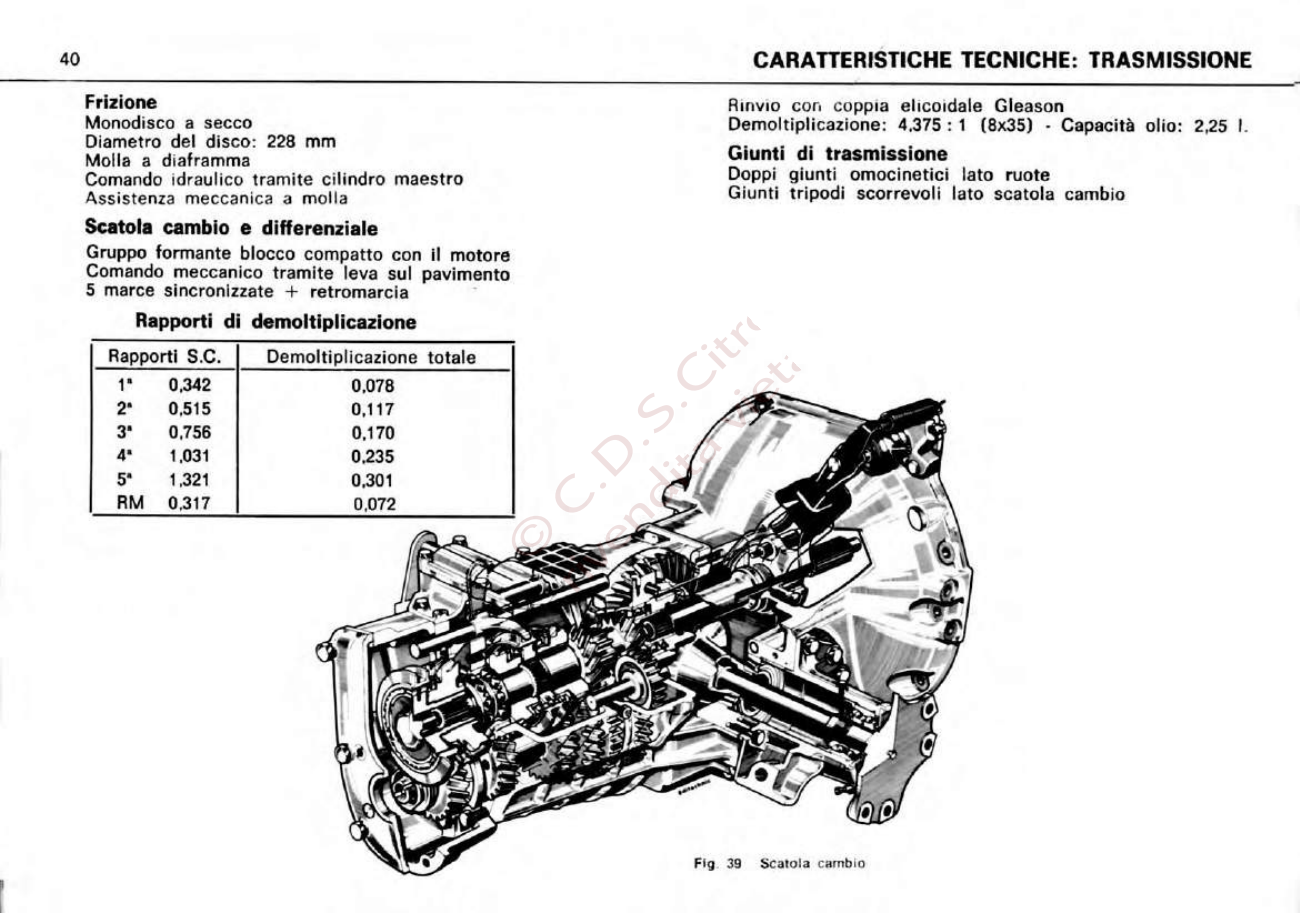 40
CARATTERISTICHE TECNICHE: TRASMISSIONE
Frizione
Monodisco a secco
Diametro del disco: 228 mm
Molla a diaframma
Comando idraulico tramite cilindro maestro
Assistenza meccanica a molla
Scatola cambio e differenziale
Gruppo formante blocco compatto con il motore
Comando meccanico tramite leva sul pavimento
5 marce sincronizzate + retromarcia
Rapporti di demoltiplicazione
Rapporti S.C. Demoltiplicazione totale
1ª 0,342 0,078
2ª 0,515 0,117
3ª 0,756 0,170
4ª 1,031 0,235
5ª 1,321 0,301
RM 0,317 0,072
Rinvio con coppia elicoidale Gleason
Demoltiplicazione: 4,375 : 1 (8x35) - Capacità olio: 2,25 l.
Giunti di trasmissione
Doppi giunti omocinetici lato ruote
Giunti tripodi scorrevoli lato scatola cambio
© C.D.S.Citr
vendita viet
Fig. 39 Scatola cambio